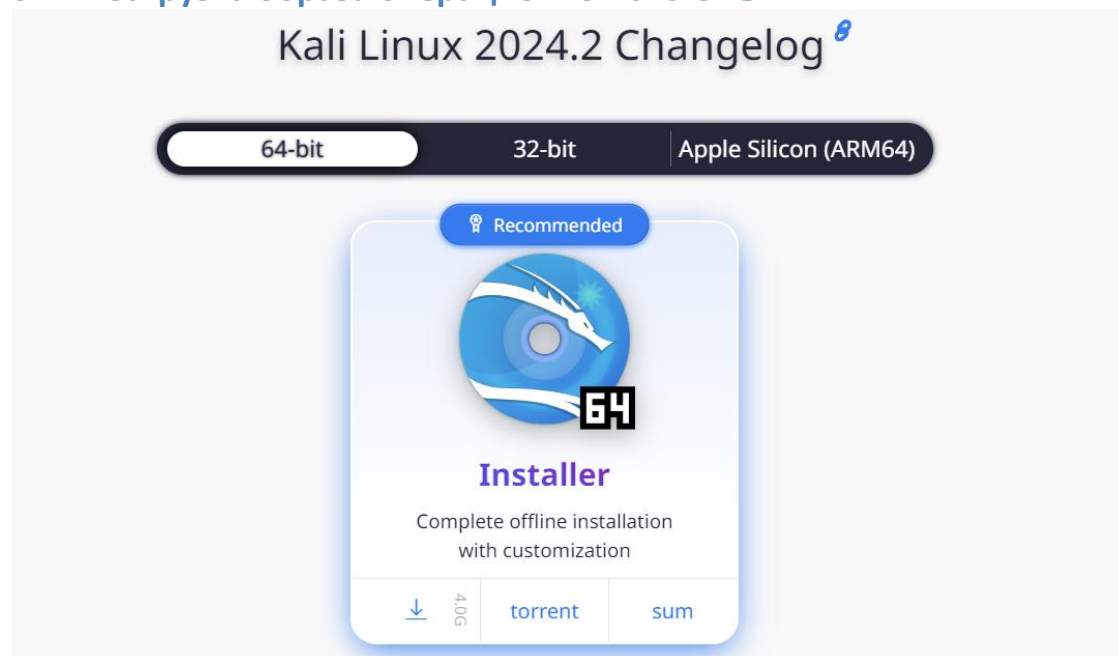 Kali Linux 2024.2 Changelog
64-bit
32-bit
Apple Silicon (ARM64)
Recommended
64
Installer
Complete offline installation
with customization
4.0G
torrent
sum